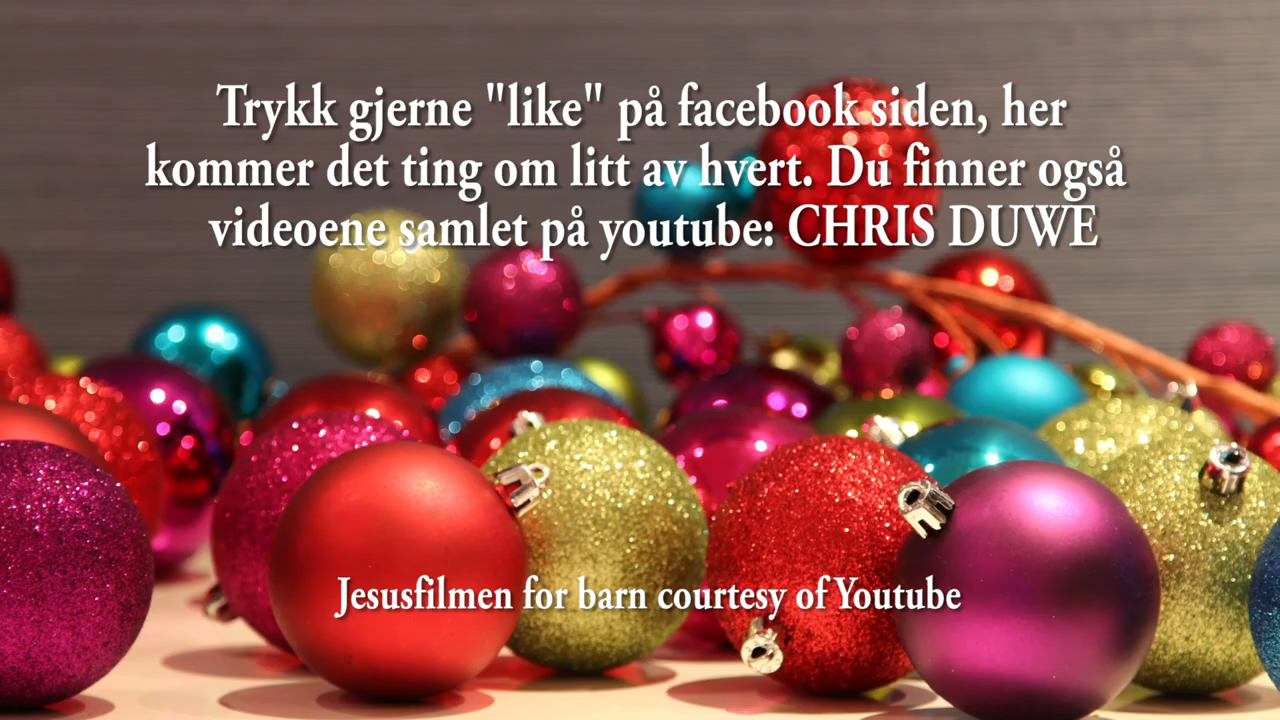 Trykk gjerne "like" på facebook siden, her
kommer det ting om litt av hvert. Du finner også
videoene samlet på youtube: CHRIS DUWE
Jesusfilmen for barn courtesy of Youtube